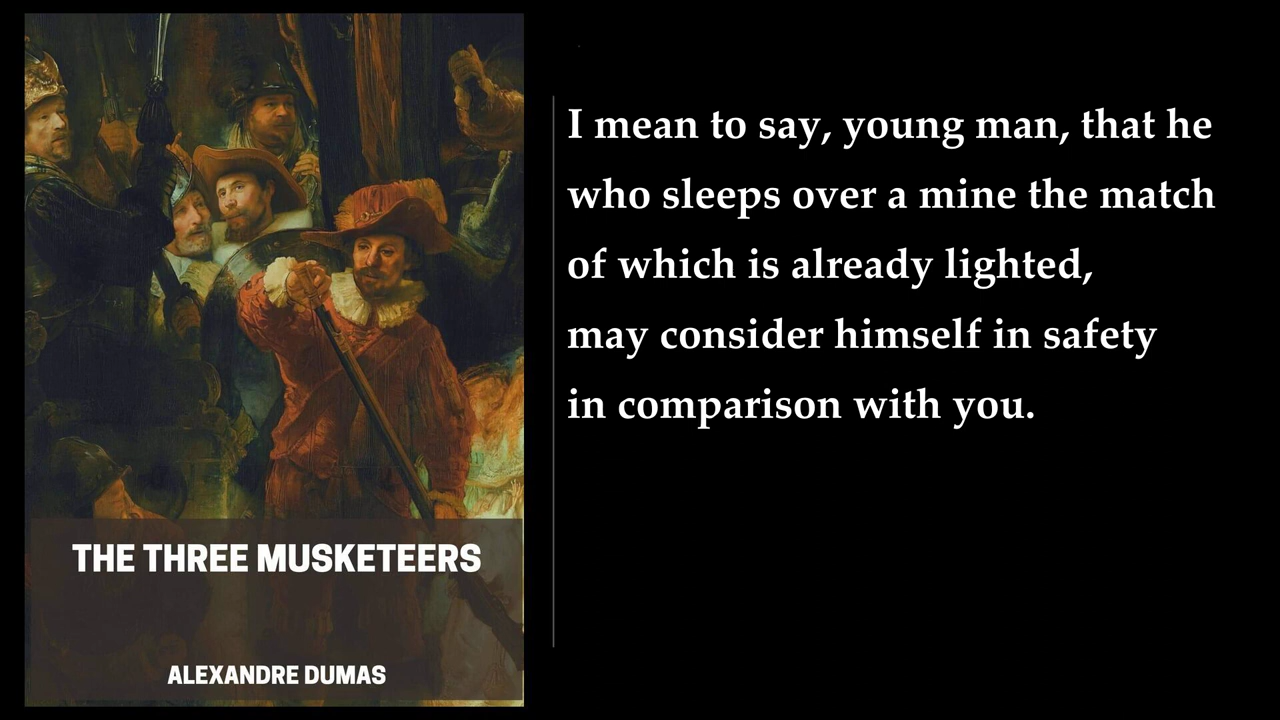 THE THREE MUSKETEERS
ALEXANDRE DUMAS
I mean to say, young man, that he
who sleeps over a mine the match
of which is already lighted,
may consider himself in safety
in comparison with you.